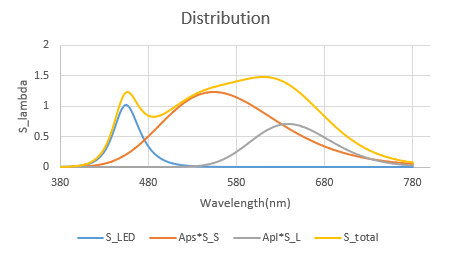 Distribution
2
1.5
1
0.5
0
S_lambda
380 480 580 680 780
Wavelength(nm)
S_LED Aps*S_S Apl*S_L S_total